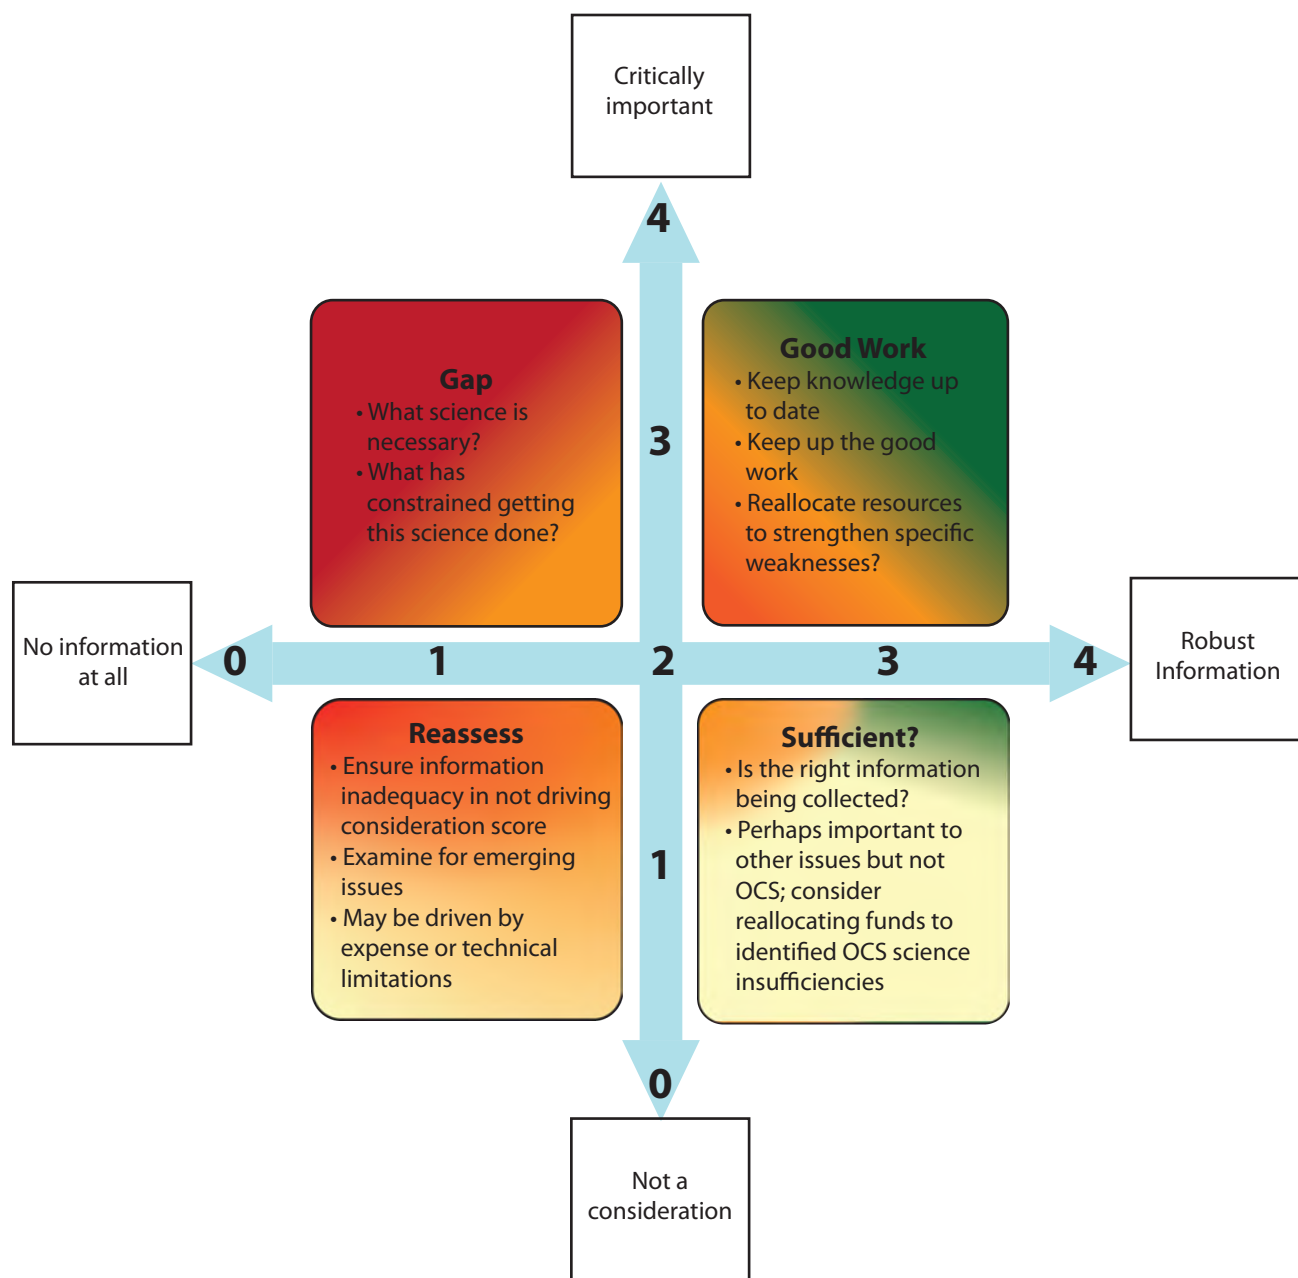 Critically
important
4
Gap
• What science is
necessary?
• What has
constrained getting
this science done?
3
Good Work
• Keep knowledge up
to date
• Keep up the good
work
• Reallocate resources
to strengthen specific
weaknesses?
No information
at all
0
1
2
3
4
Robust
Information
Reassess
• Ensure information
inadequacy in not driving
consideration score
• Examine for emerging
issues
• May be driven by
expense or technical
limitations
1
Sufficient?
• Is the right information
being collected?
• Perhaps important to
other issues but not
OCS; consider
reallocating funds to
identified OCS science
insufficiencies
0
Not a
consideration